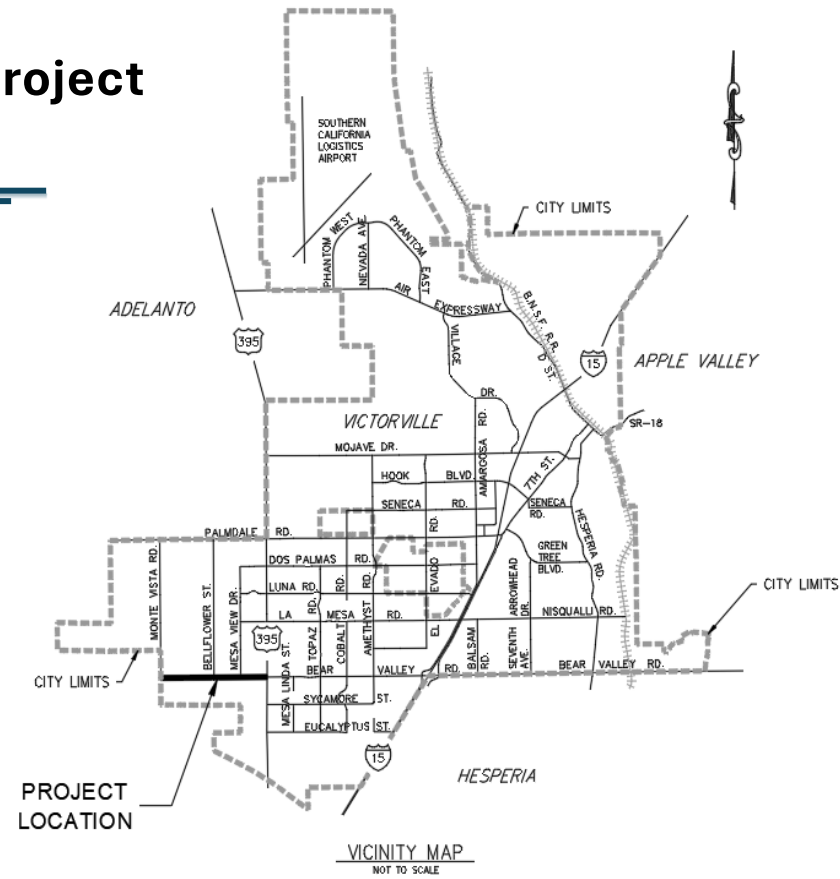 roject
SOUTHERN
CALIFORNIA
LOGISTICS
AIRPORT
CITY LIMITS
PHANTOM WEST
NEVADA AVE
PHANTOM EAST
ADELANTO
AIR EXPRESSWAY
395
VILLAGE DR.
B.N.S.F. R.R.
D ST.
15
APPLE VALLEY
SR-18
VICTORVILLE
MOJAVE DR.
AMARGOSA RD.
HOOK BLVD.
7TH ST.
SENECA RD.
SENECA
RD.
HESPERIA RD.
PALMDALE RD.
MONTE VISTA RD.
BELLFLOWER ST.
MESA VIEW DR.
DOS PALMAS RD.
LUNA RD.
LA MESA RD.
395
MESA LINDA ST.
TOPAZ RD.
COBALT RD.
AMETHYST RD.
EL EVADO RD.
BALSAM
RD.
SEVENTH
AVE.
ARROWHEAD
DR.
GREEN
TREE
BLVD.
NISQUALLI RD.
CITY LIMITS
BEAR VALLEY RD.
BEAR VALLEY RD.
CITY LIMITS
SYCAMORE ST.
EUCALYPTUS ST.
15
HESPERIA
PROJECT
LOCATION
VICINITY MAP
NOT TO SCALE